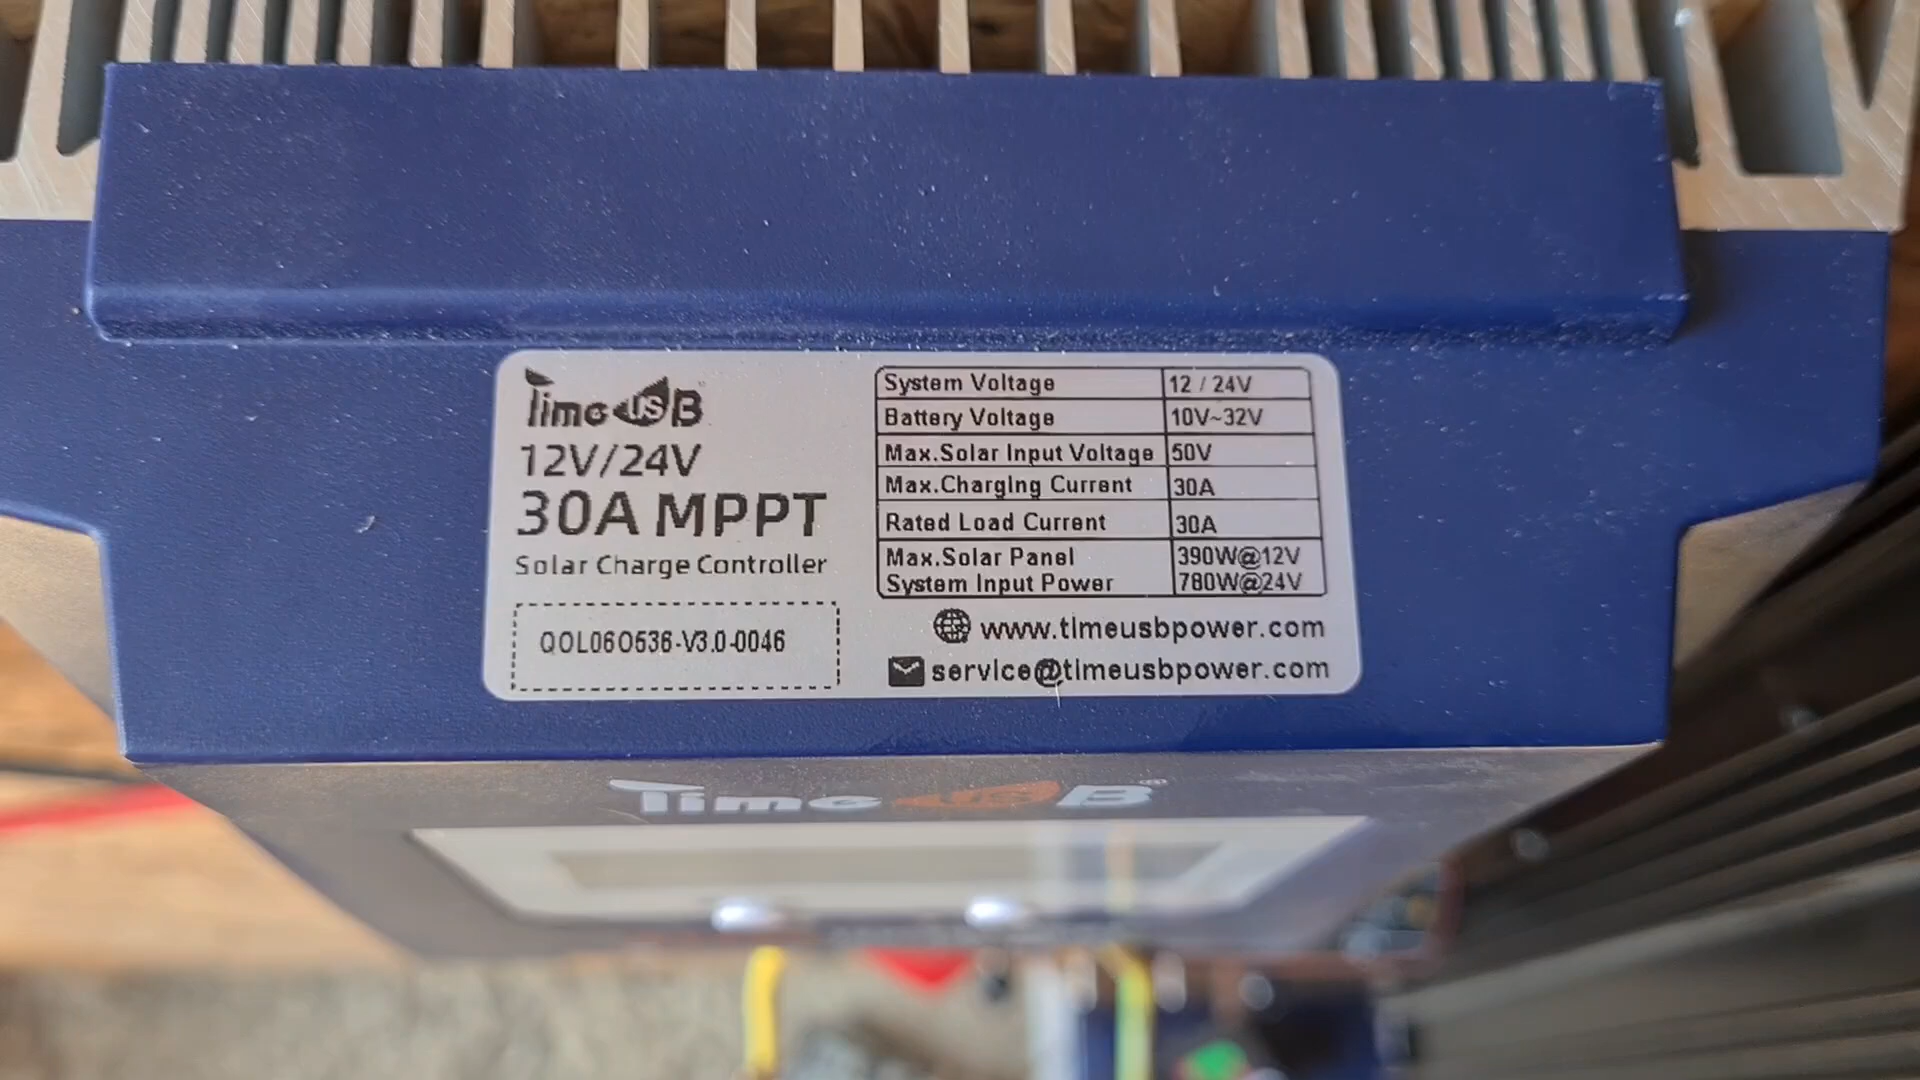 TimeUSB
12V/24V
30A MPPT
Solar Charge Controller
QOL06O536-V3.0-0046
System Voltage 12 / 24V
Battery Voltage 10V~32V
Max.Solar Input Voltage 50V
Max.Charging Current 30A
Rated Load Current 30A
Max.Solar Panel 390W@12V
System Input Power 780W@24V
www.timeusbpower.com
service@timeusbpower.com
TimeUSB®